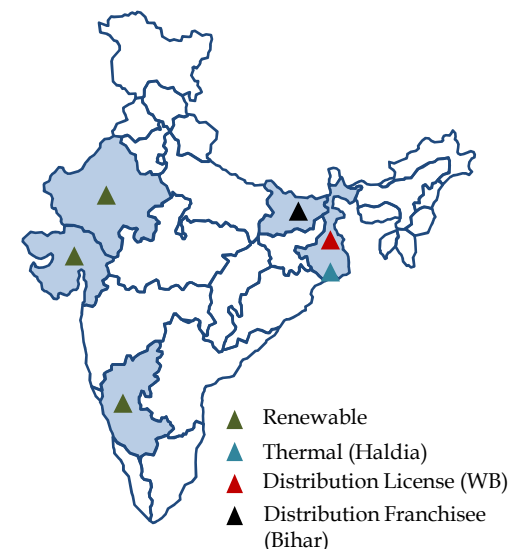 Renewable
Thermal (Haldia)
Distribution License (WB)
Distribution Franchisee
(Bihar)